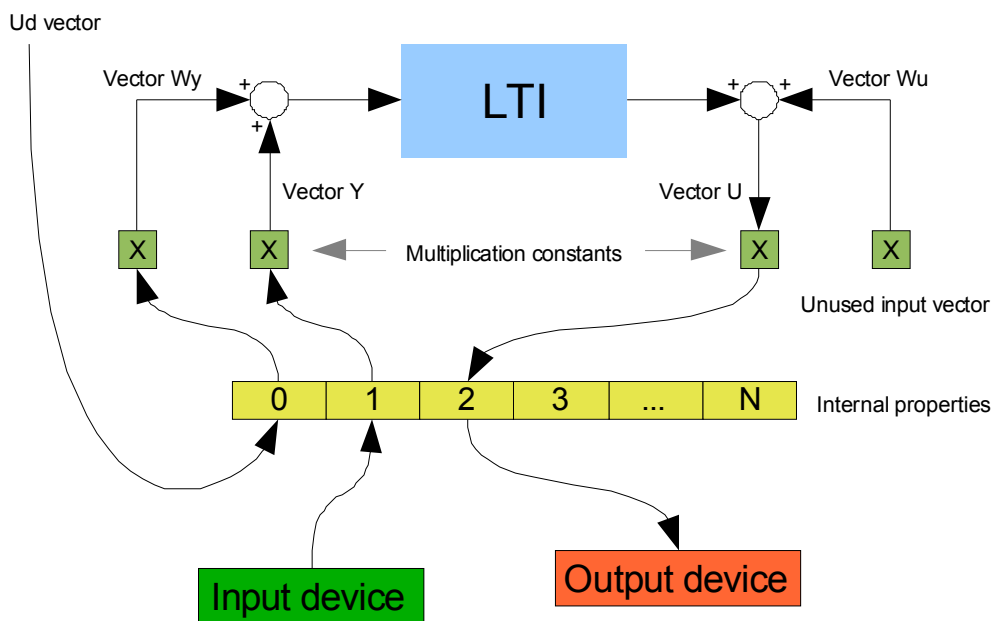 Ud vector
Vector Wy
+
+
LTI
+
+
Vector Wu
Vector Y
Vector U
X
X
Multiplication constants
X
X
Unused input vector
0
1
2
3
...
N
Internal properties
Input device
Output device